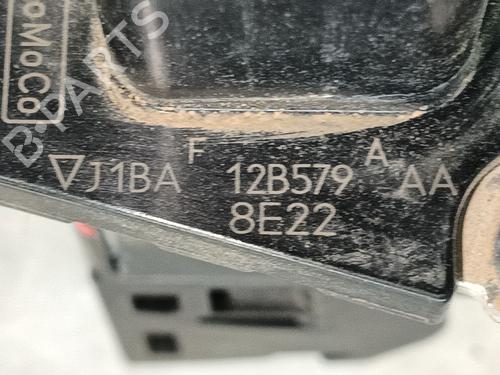 oMoCo
B-PARTS
F A
▽J1BA 12B579 AA
8E22